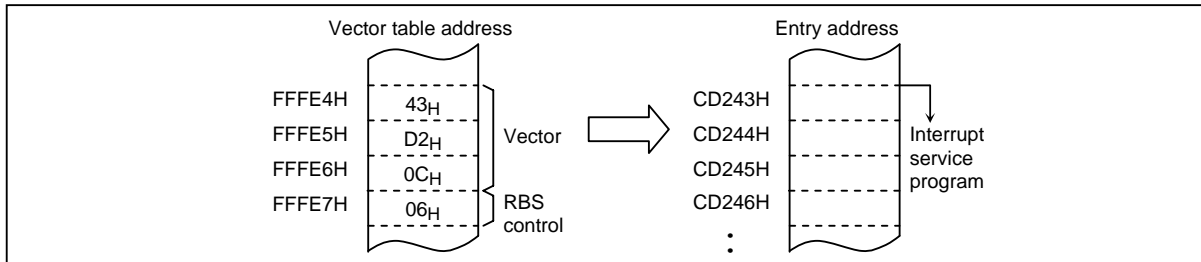 Vector table address
Entry address
FFFE4H
43H
CD243H
FFFE5H
D2H
Vector
CD244H
Interrupt
service
program
FFFE6H
0CH
CD245H
FFFE7H
06H
RBS
control
CD246H
: